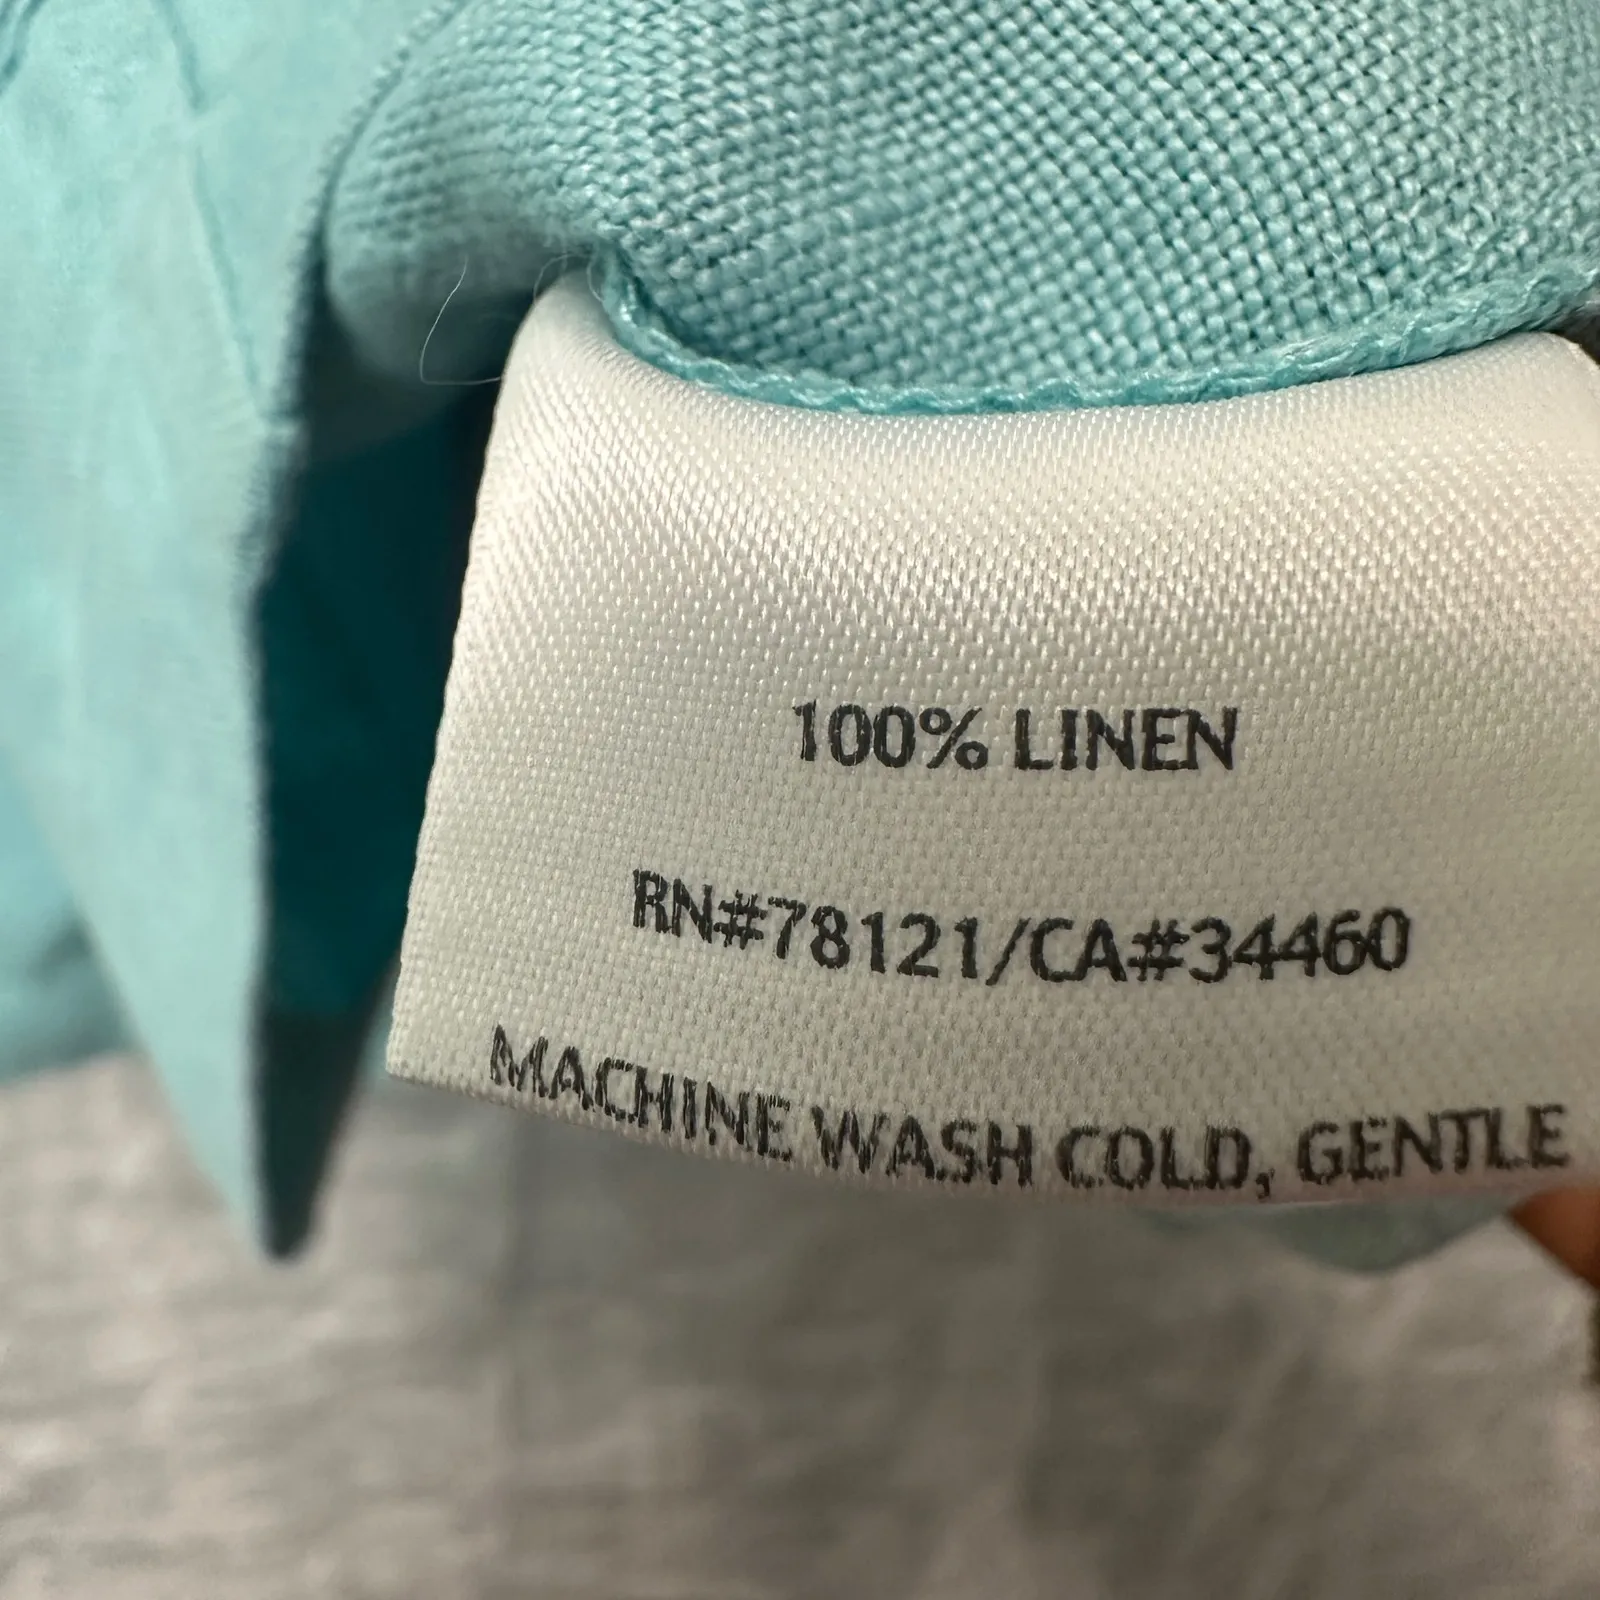 100% LINEN
RN#78121/CA#34460
MACHINE WASH COLD, GENTLE